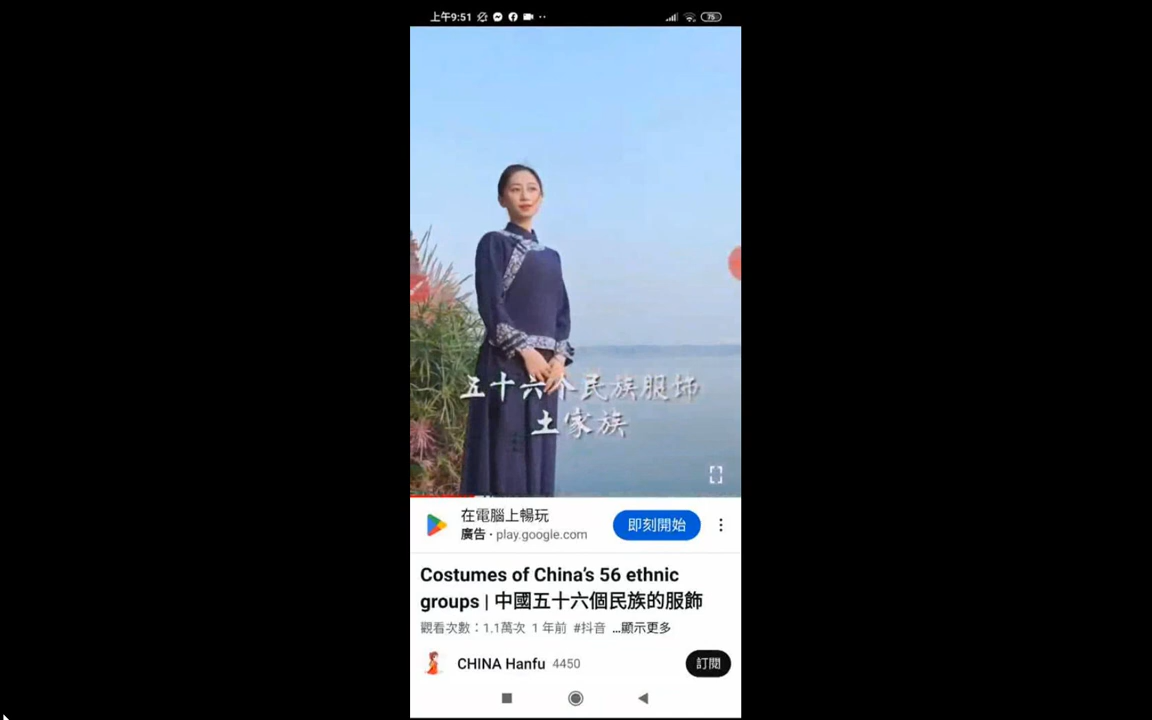 上午9:51
75
五十六个民族服饰
土家族
在電腦上暢玩
廣告 · play.google.com
即刻開始
Costumes of China's 56 ethnic
groups | 中國五十六個民族的服飾
觀看次數：1.1萬次 1 年前 #抖音 ...顯示更多
CHINA Hanfu 4450
訂閱